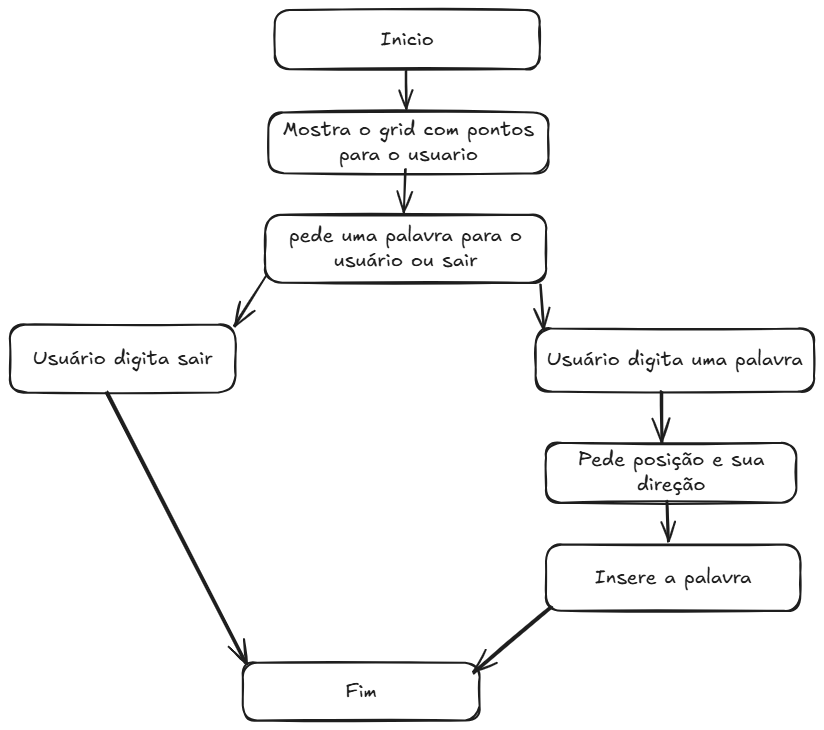 Inicio
Mostra o grid com pontos
para o usuario
pede uma palavra para o
usuário ou sair
Usuário digita sair
Usuário digita uma palavra
Pede posição e sua
direção
Insere a palavra
Fim